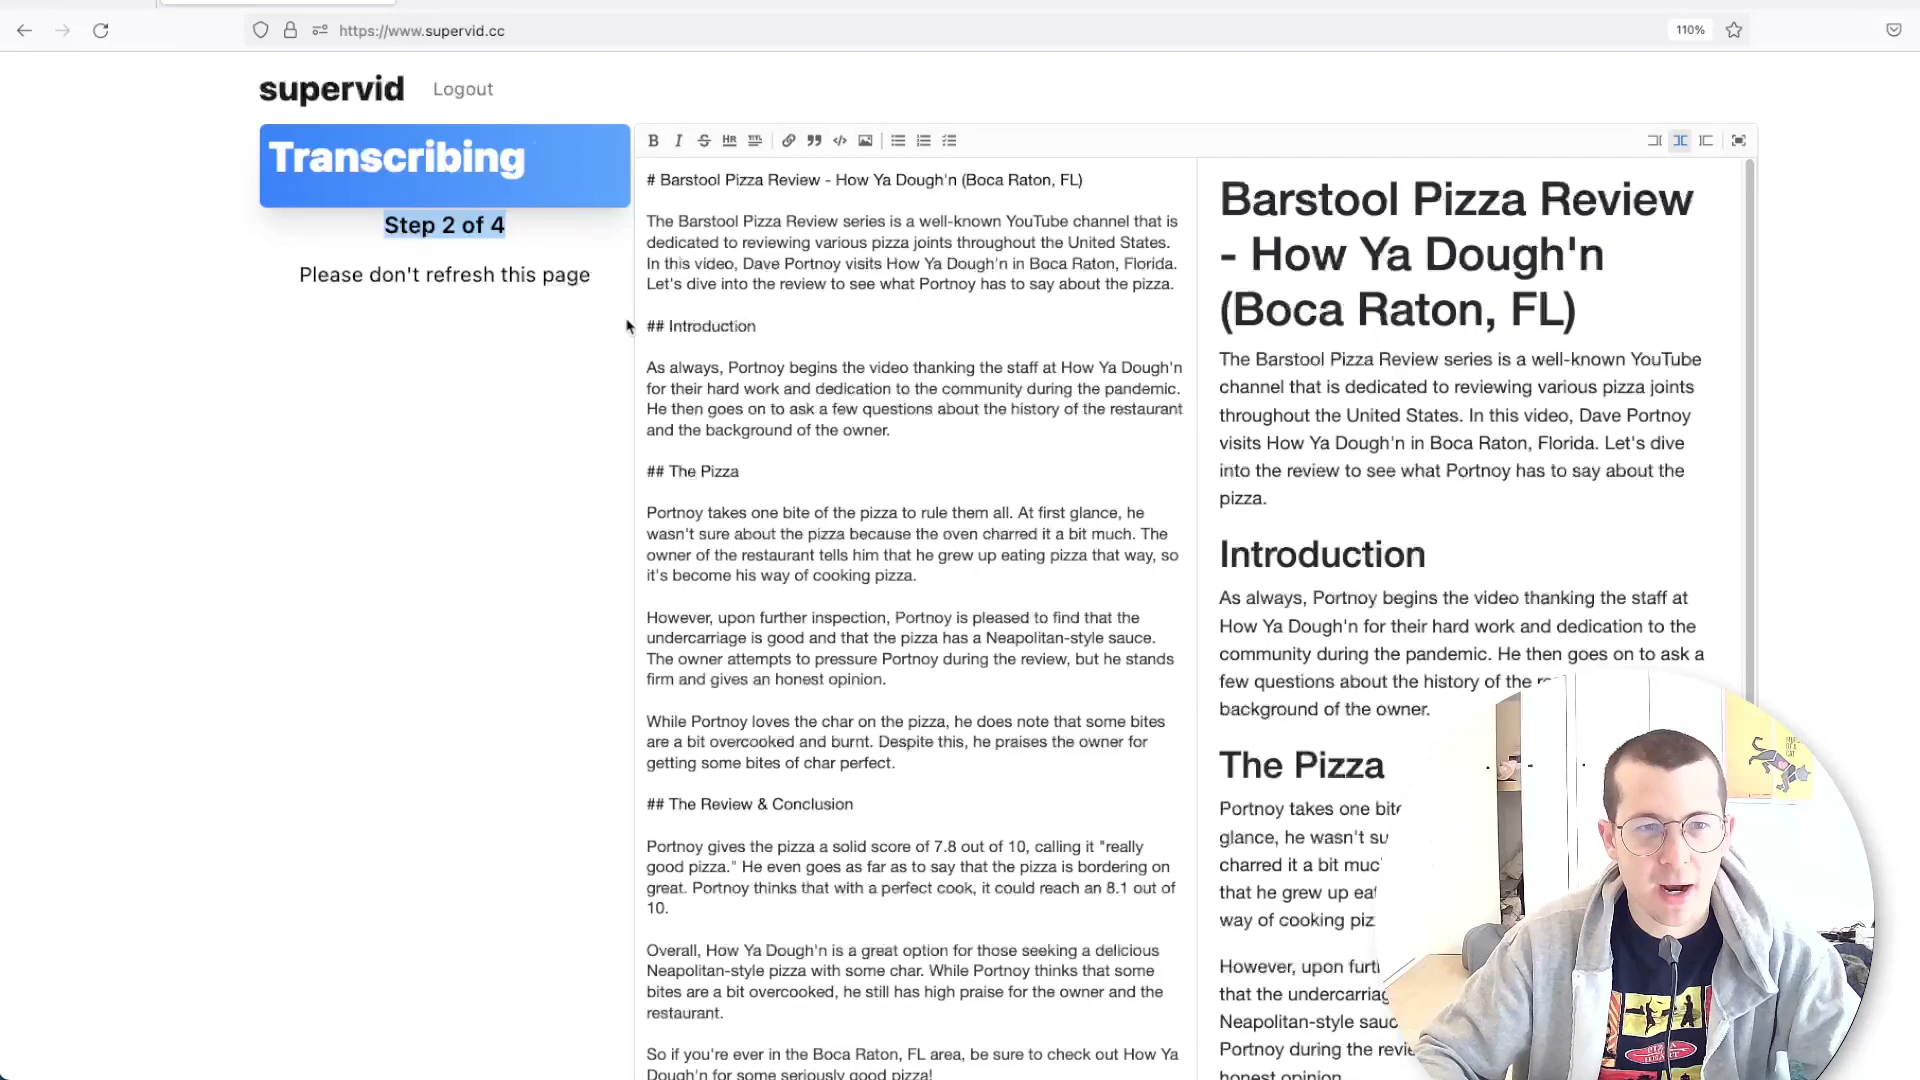 https://www.supervid.cc
110%
supervid
Logout
Transcribing
Step 2 of 4
Please don't refresh this page
# Barstool Pizza Review - How Ya Dough'n (Boca Raton, FL)
The Barstool Pizza Review series is a well-known YouTube channel that is
dedicated to reviewing various pizza joints throughout the United States.
In this video, Dave Portnoy visits How Ya Dough'n in Boca Raton, Florida.
Let's dive into the review to see what Portnoy has to say about the pizza.
## Introduction
As always, Portnoy begins the video thanking the staff at How Ya Dough'n
for their hard work and dedication to the community during the pandemic.
He then goes on to ask a few questions about the history of the restaurant
and the background of the owner.
## The Pizza
Portnoy takes one bite of the pizza to rule them all. At first glance, he
wasn't sure about the pizza because the oven charred it a bit much. The
owner of the restaurant tells him that he grew up eating pizza that way, so
it's become his way of cooking pizza.
However, upon further inspection, Portnoy is pleased to find that the
undercarriage is good and that the pizza has a Neapolitan-style sauce.
The owner attempts to pressure Portnoy during the review, but he stands
firm and gives an honest opinion.
While Portnoy loves the char on the pizza, he does note that some bites
are a bit overcooked and burnt. Despite this, he praises the owner for
getting some bites of char perfect.
## The Review & Conclusion
Portnoy gives the pizza a solid score of 7.8 out of 10, calling it "really
good pizza." He even goes as far as to say that the pizza is bordering on
great. Portnoy thinks that with a perfect cook, it could reach an 8.1 out of
10.
Overall, How Ya Dough'n is a great option for those seeking a delicious
Neapolitan-style pizza with some char. While Portnoy thinks that some
bites are a bit overcooked, he still has high praise for the owner and the
restaurant.
So if you're ever in the Boca Raton, FL area, be sure to check out How Ya
Dough'n for some seriously good pizza!
Barstool Pizza Review
- How Ya Dough'n
(Boca Raton, FL)
The Barstool Pizza Review series is a well-known YouTube
channel that is dedicated to reviewing various pizza joints
throughout the United States. In this video, Dave Portnoy
visits How Ya Dough'n in Boca Raton, Florida. Let's dive
into the review to see what Portnoy has to say about the
pizza.
Introduction
As always, Portnoy begins the video thanking the staff at
How Ya Dough'n for their hard work and dedication to the
community during the pandemic. He then goes on to ask a
few questions about the history of the
background of the owner.
The Pizza
Portnoy takes one bite
glance, he wasn't su
charred it a bit muc
that he grew up eat
way of cooking piz
However, upon furt
that the undercarriag
Neapolitan-style sauc
Portnoy during the revie
honest opinion